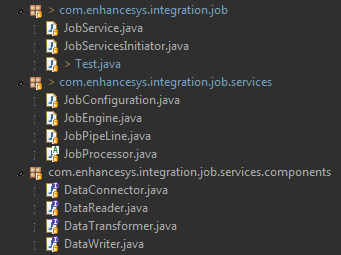 > com.enhancesys.integration.job
JobService.java
JobServicesInitiator.java
> Test.java
> com.enhancesys.integration.job.services
JobConfiguration.java
JobEngine.java
JobPipeLine.java
JobProcessor.java
com.enhancesys.integration.job.services.components
DataConnector.java
DataReader.java
DataTransformer.java
DataWriter.java